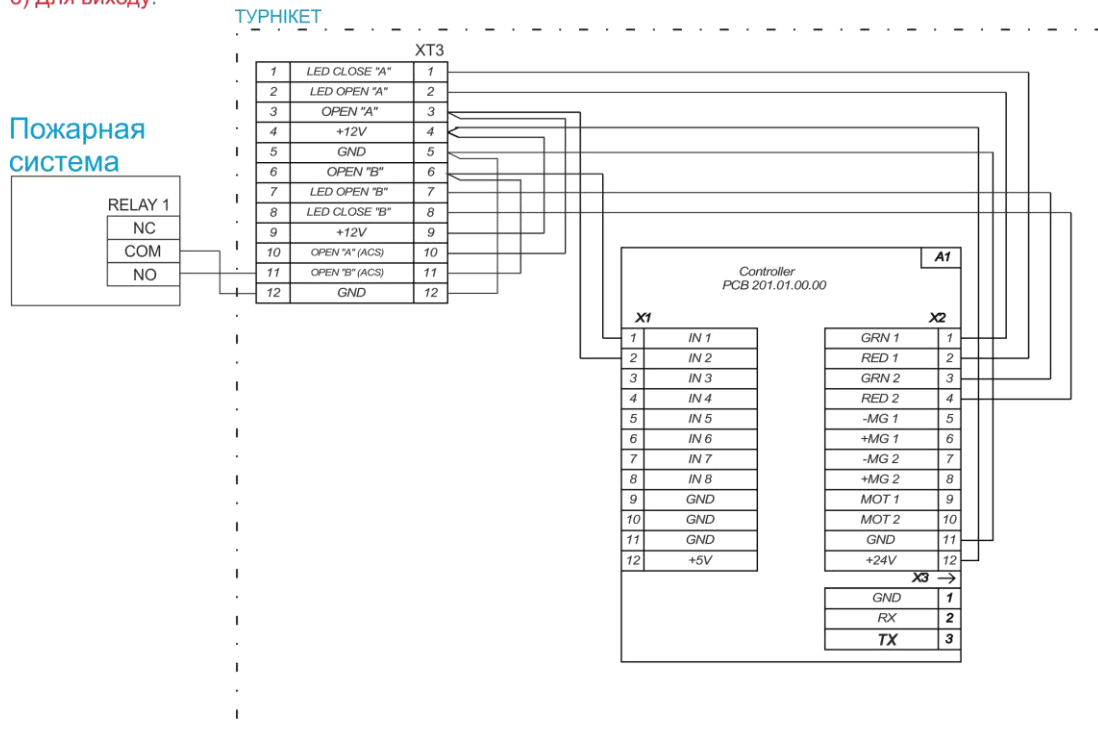 б) Для виходу:
ТУРНІКЕТ
XT3
1 LED CLOSE "A" 1
2 LED OPEN "A" 2
3 OPEN "A" 3
4 +12V 4
5 GND 5
6 OPEN "B" 6
7 LED OPEN "B" 7
8 LED CLOSE "B" 8
9 +12V 9
10 OPEN "A" (ACS) 10
11 OPEN "B" (ACS) 11
12 GND 12
Пожарная
система
RELAY 1
NC
COM
NO
A1
Controller
PCB 201.01.00.00
X1
1 IN 1
2 IN 2
3 IN 3
4 IN 4
5 IN 5
6 IN 6
7 IN 7
8 IN 8
9 GND
10 GND
11 GND
12 +5V
X2
GRN 1 1
RED 1 2
GRN 2 3
RED 2 4
-MG 1 5
+MG 1 6
-MG 2 7
+MG 2 8
MOT 1 9
MOT 2 10
GND 11
+24V 12
X3 →
GND 1
RX 2
TX 3